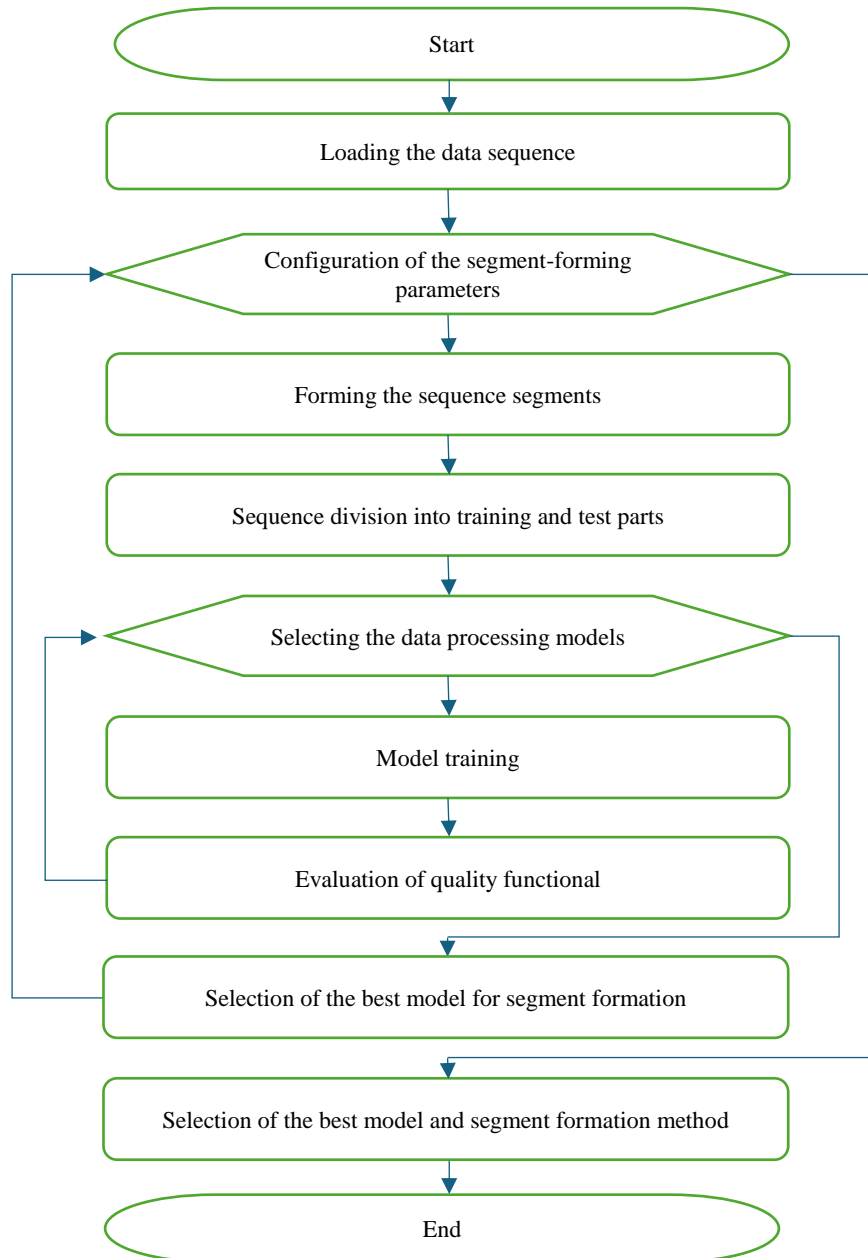 Start
Loading the data sequence
Configuration of the segment-forming
parameters
Forming the sequence segments
Sequence division into training and test parts
Selecting the data processing models
Model training
Evaluation of quality functional
Selection of the best model for segment formation
Selection of the best model and segment formation method
End